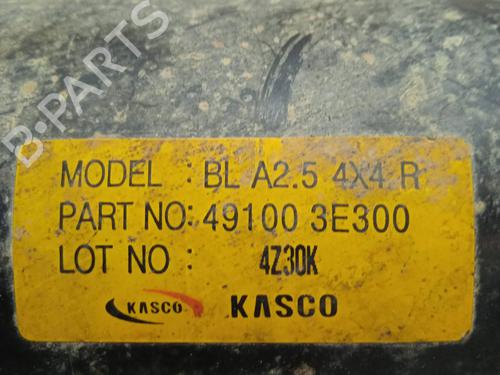 B-PARTS
MODEL : BL A2.5 4X4 R
PART NO: 49100 3E300
LOT NO : 4Z30K
KASCO KASCO